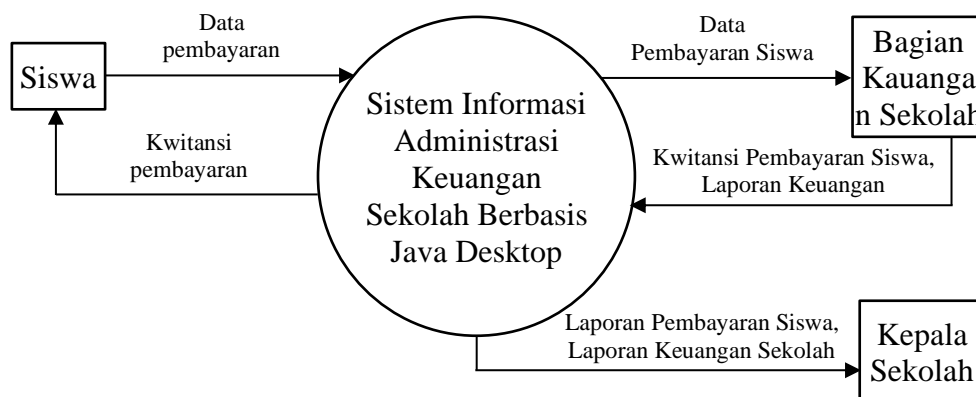 Data
pembayaran
Siswa
Kwitansi
pembayaran
Sistem Informasi
Administrasi
Keuangan
Sekolah Berbasis
Java Desktop
Data
Pembayaran Siswa
Bagian
Kauanga
n Sekolah
Kwitansi Pembayaran Siswa,
Laporan Keuangan
Laporan Pembayaran Siswa,
Laporan Keuangan Sekolah
Kepala
Sekolah